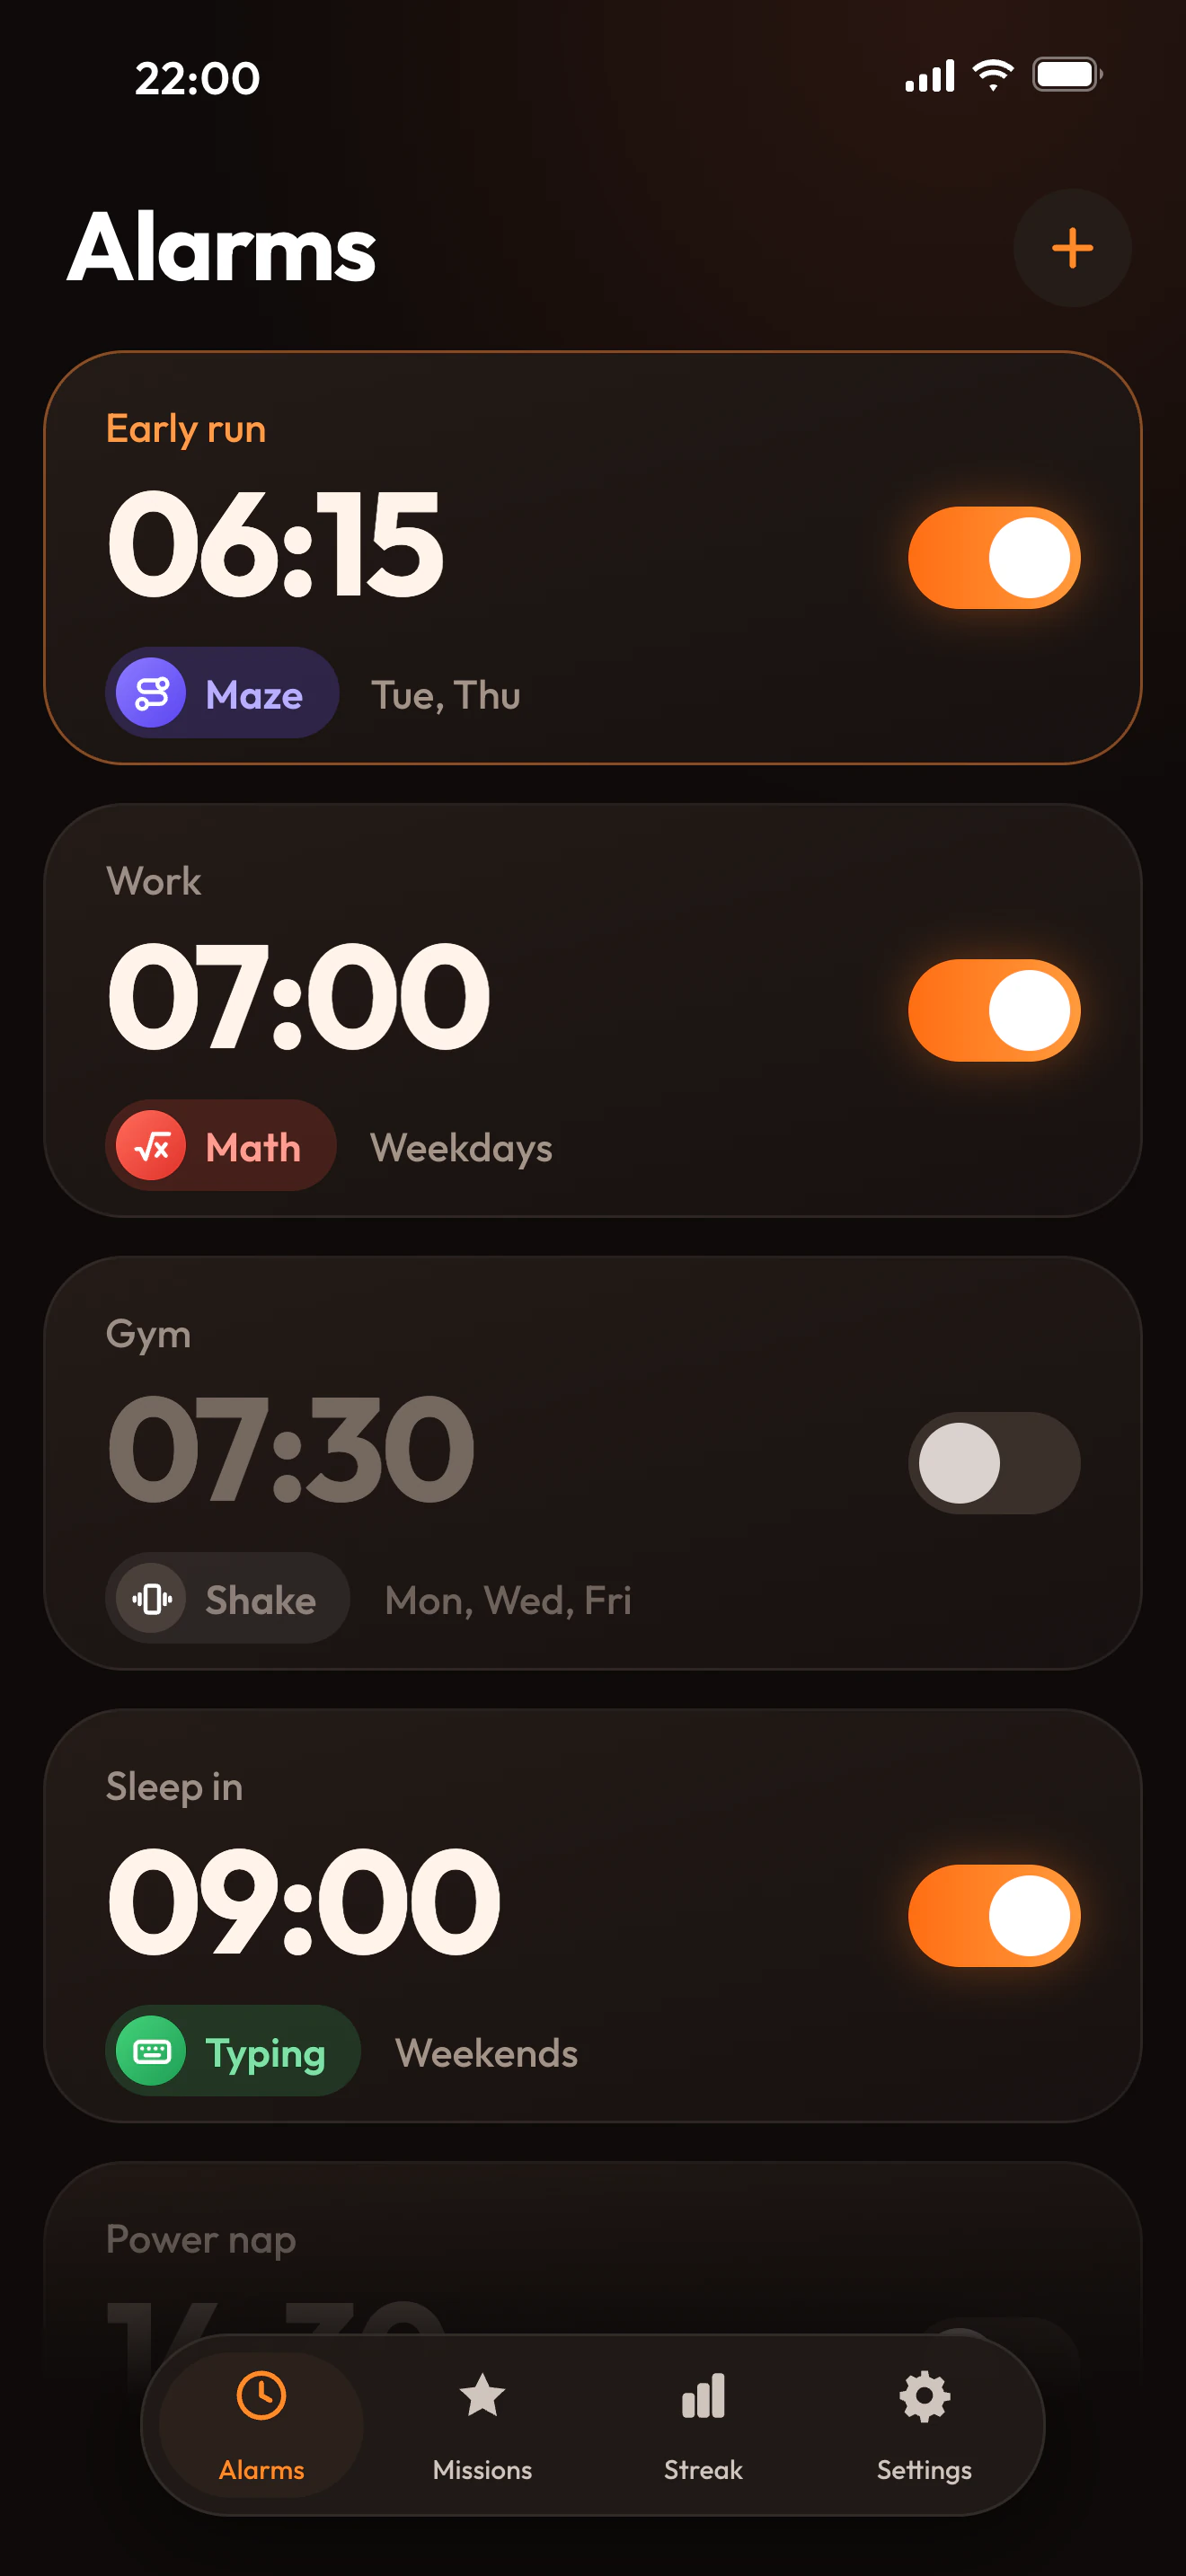 22:00
Alarms
Early run
06:15
Maze Tue, Thu
Work
07:00
Math Weekdays
Gym
07:30
Shake Mon, Wed, Fri
Sleep in
09:00
Typing Weekends
Power nap
Alarms Missions Streak Settings